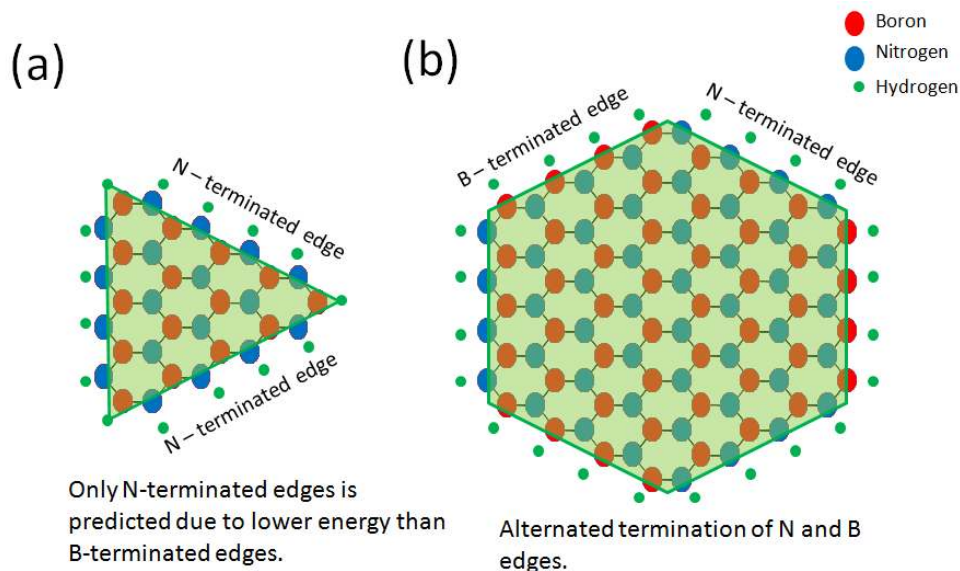 (a)
(b)
Boron
Nitrogen
Hydrogen
N – terminated edge
N – terminated edge
B – terminated edge
N – terminated edge
Only N-terminated edges is
predicted due to lower energy than
B-terminated edges.
Alternated termination of N and B
edges.